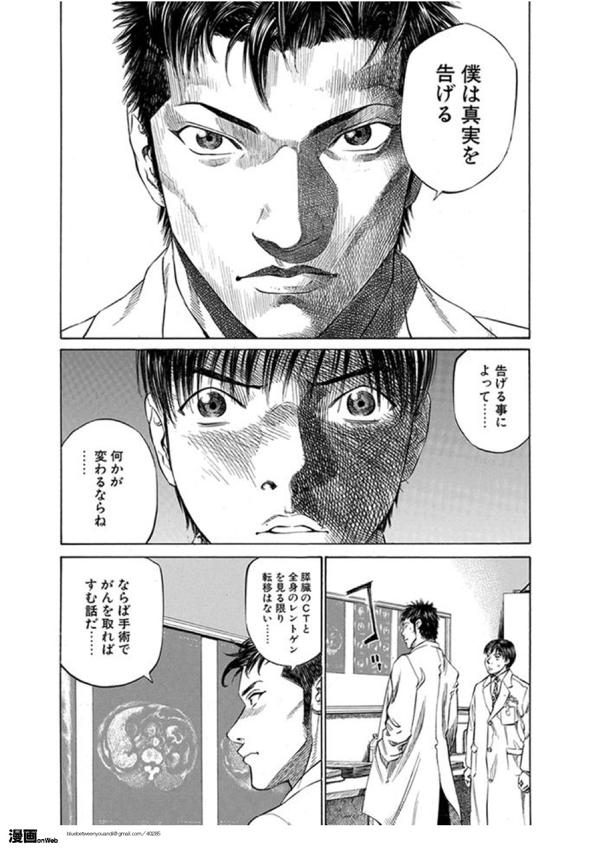 僕は真実を
告げる
告げる事に
よって……
何かが
変わるならね
……
膵臓のCTと
全身のレントゲン
を見る限り
転移はない……
ならば手術で
がんを取れば
すむ話だ……
漫画onWeb
bluebetweenyouandi@gmail.com／40285